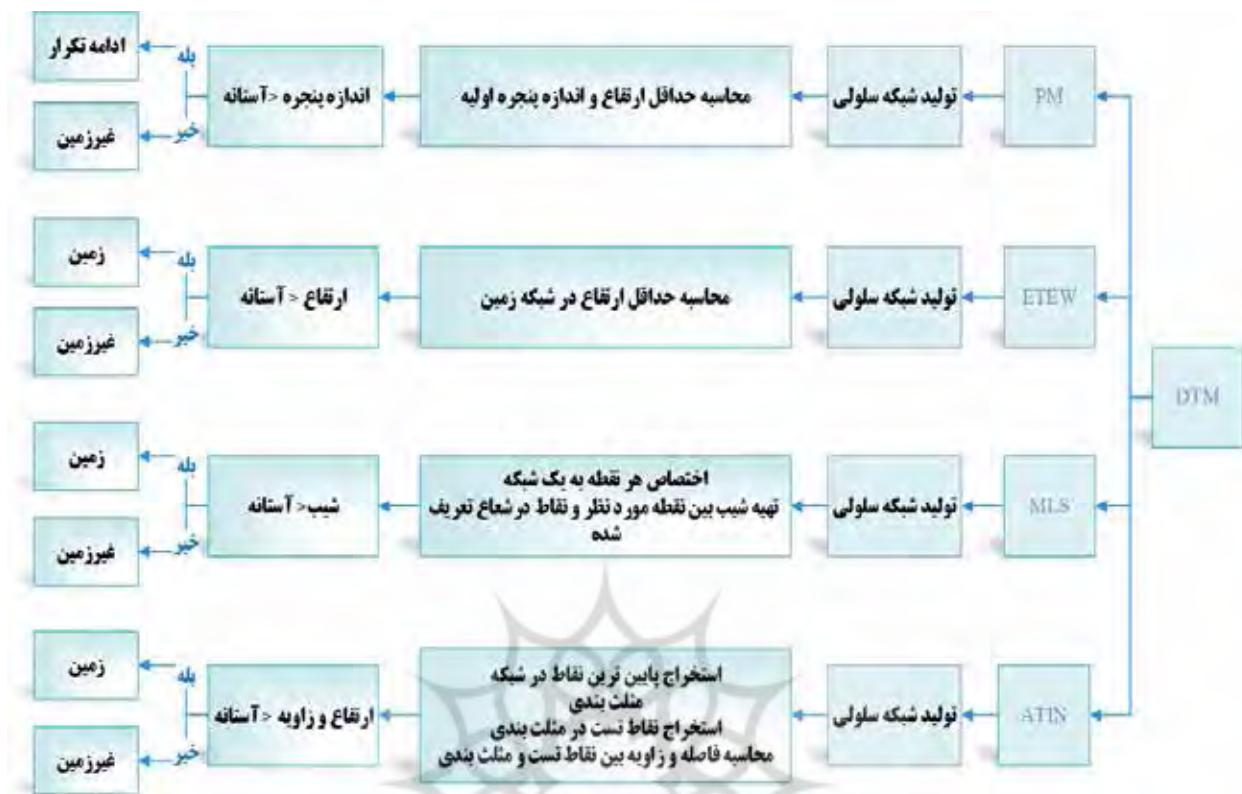 DTM
PM
تولید شبکه سلولی
محاسبه حداقل ارتفاع و اندازه پنجره اولیه
اندازه پنجره <آستانه
بله
ادامه تکرار
خیر
غیرزمین
ETEW
تولید شبکه سلولی
محاسبه حداقل ارتفاع در شبکه زمین
ارتفاع < آستانه
بله
زمین
خیر
غیرزمین
MLS
تولید شبکه سلولی
اختصاص هر نقطه به یک شبکه
تهیه شیب بین نقطه مورد نظر و نقاط در شعاع تعریف
شده
شیب< آستانه
بله
زمین
خیر
غیرزمین
ATIN
تولید شبکه سلولی
استخراج پایین ترین نقاط در شبکه
مثلث بندی
استخراج نقاط تست در مثلث بندی
محاسبه فاصله و زاویه بین نقاط تست و مثلث بندی
ارتفاع و زاویه <آستانه
بله
زمین
خیر
غیرزمین